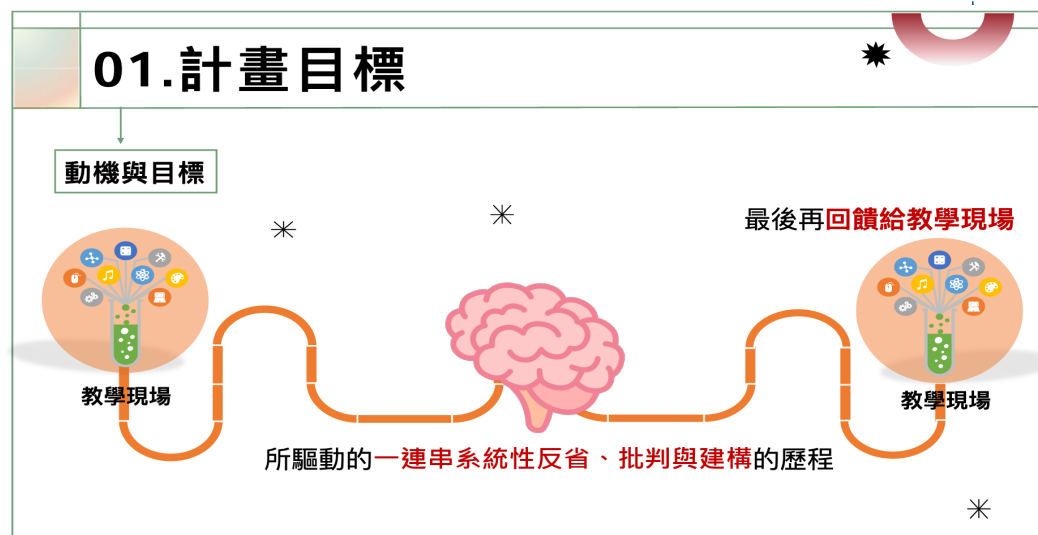 01.計畫目標
動機與目標
最後再回饋給教學現場
教學現場
教學現場
所驅動的一連串系統性反省、批判與建構的歷程